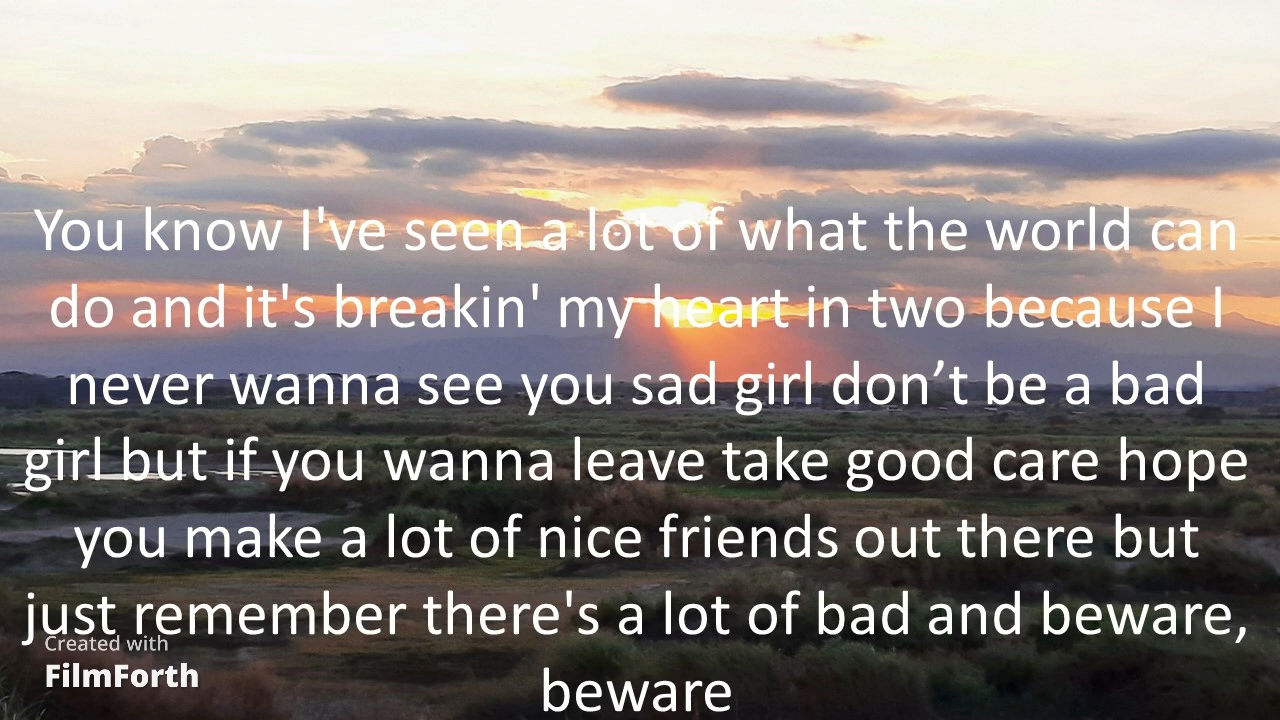 You know I've seen a lot of what the world can
do and it's breakin' my heart in two because I
never wanna see you sad girl don’t be a bad
girl but if you wanna leave take good care hope
you make a lot of nice friends out there but
just remember there's a lot of bad and beware,
beware
Created with
FilmForth